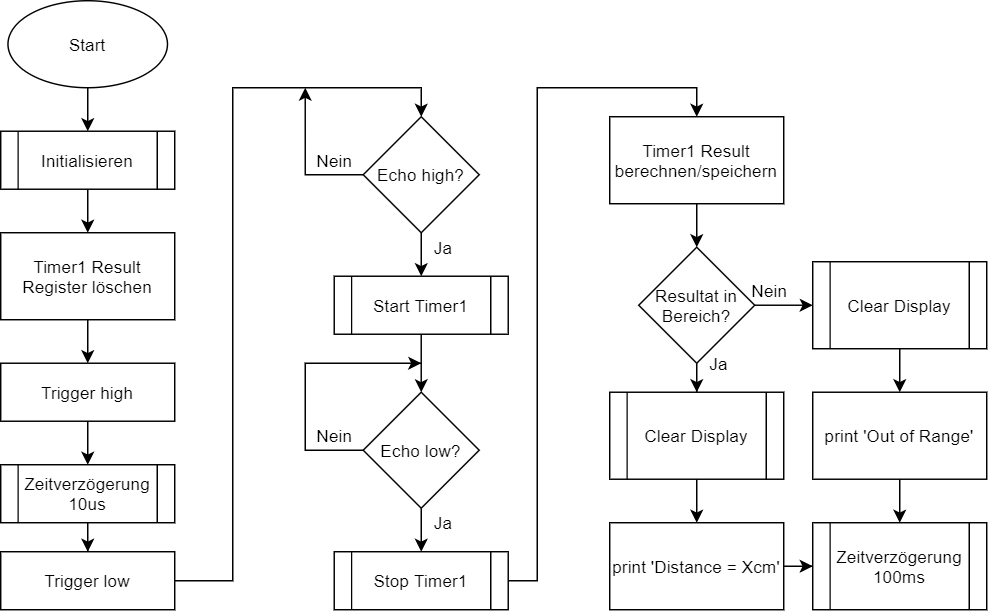 Start
Initialisieren
Timer1 Result
Register löschen
Trigger high
Zeitverzögerung
10us
Trigger low
Echo high?
Nein
Ja
Start Timer1
Echo low?
Nein
Ja
Stop Timer1
Timer1 Result
berechnen/speichern
Resultat in
Bereich?
Nein
Ja
Clear Display
print 'Distance = Xcm'
Clear Display
print 'Out of Range'
Zeitverzögerung
100ms